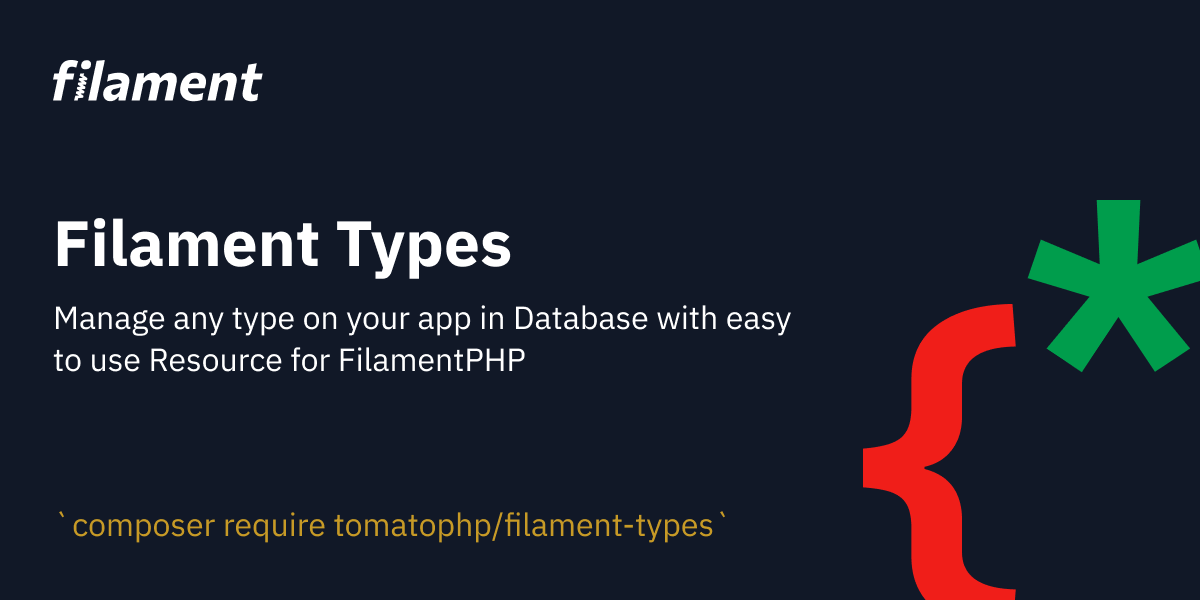 filament
Filament Types
Manage any type on your app in Database with easy
to use Resource for FilamentPHP
`composer require tomatophp/filament-types`
{*